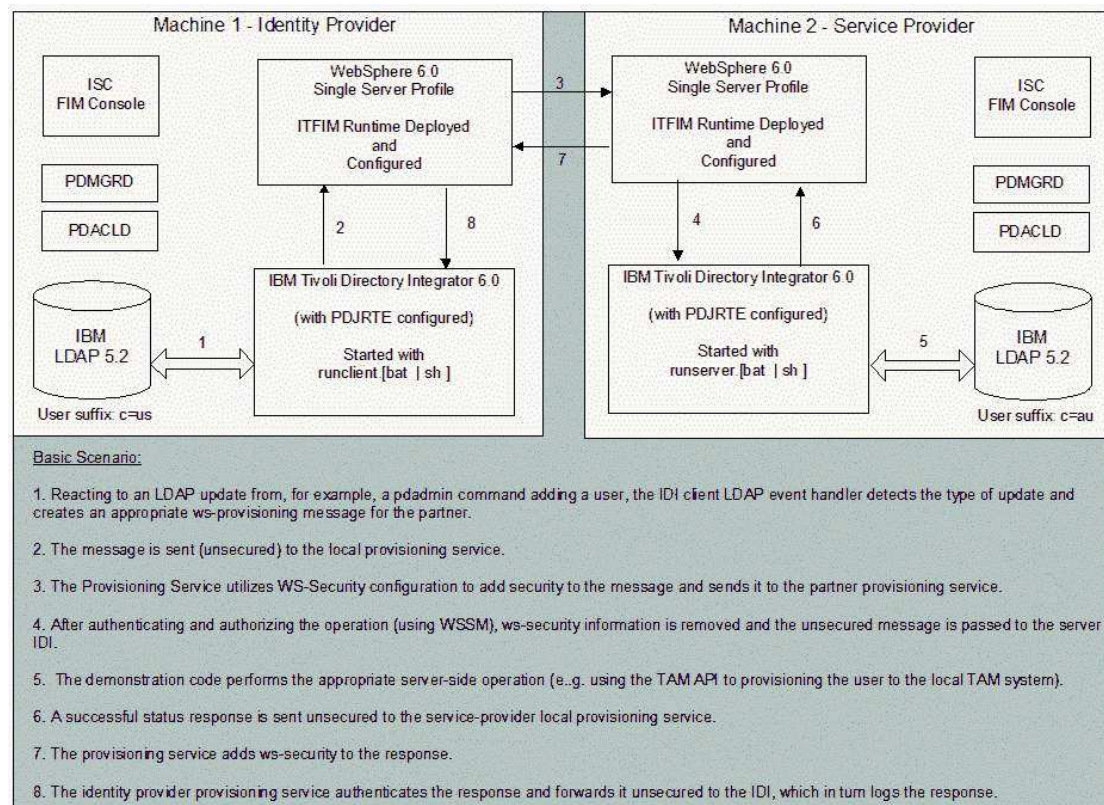 Machine 1 - Identity Provider
ISC
FIM Console
WebSphere 6.0
Single Server Profile
ITFIM Runtime Deployed
and
Configured
PDMGRD
PDACLD
2
8
IBM Tivoli Directory Integrator 6.0
(with PDJRTE configured)
Started with
runclient.[bat | sh ]
IBM
LDAP 5.2
1
User suffix: c=us
3
7
Machine 2 - Service Provider
WebSphere 6.0
Single Server Profile
ITFIM Runtime Deployed
and
Configured
ISC
FIM Console
PDMGRD
PDACLD
4
6
IBM Tivoli Directory Integrator 6.0
(with PDJRTE configured)
Started with
runserver.[bat | sh ]
5
IBM
LDAP 5.2
User suffix: c=au
Basic Scenario:
1. Reacting to an LDAP update from, for example, a pdadmin command adding a user, the IDI client LDAP event handler detects the type of update and
creates an appropriate ws-provisioning message for the partner.
2. The message is sent (unsecured) to the local provisioning service.
3. The Provisioning Service utilizes WS-Security configuration to add security to the message and sends it to the partner provisioning service.
4. After authenticating and authorizing the operation (using WSSM), ws-security information is removed and the unsecured message is passed to the server
IDI.
5. The demonstration code performs the appropriate server-side operation (e..g. using the TAM API to provisioning the user to the local TAM system).
6. A successful status response is sent unsecured to the service-provider local provisioning service.
7. The provisioning service adds ws-security to the response.
8. The identity provider provisioning service authenticates the response and forwards it unsecured to the IDI, which in turn logs the response.